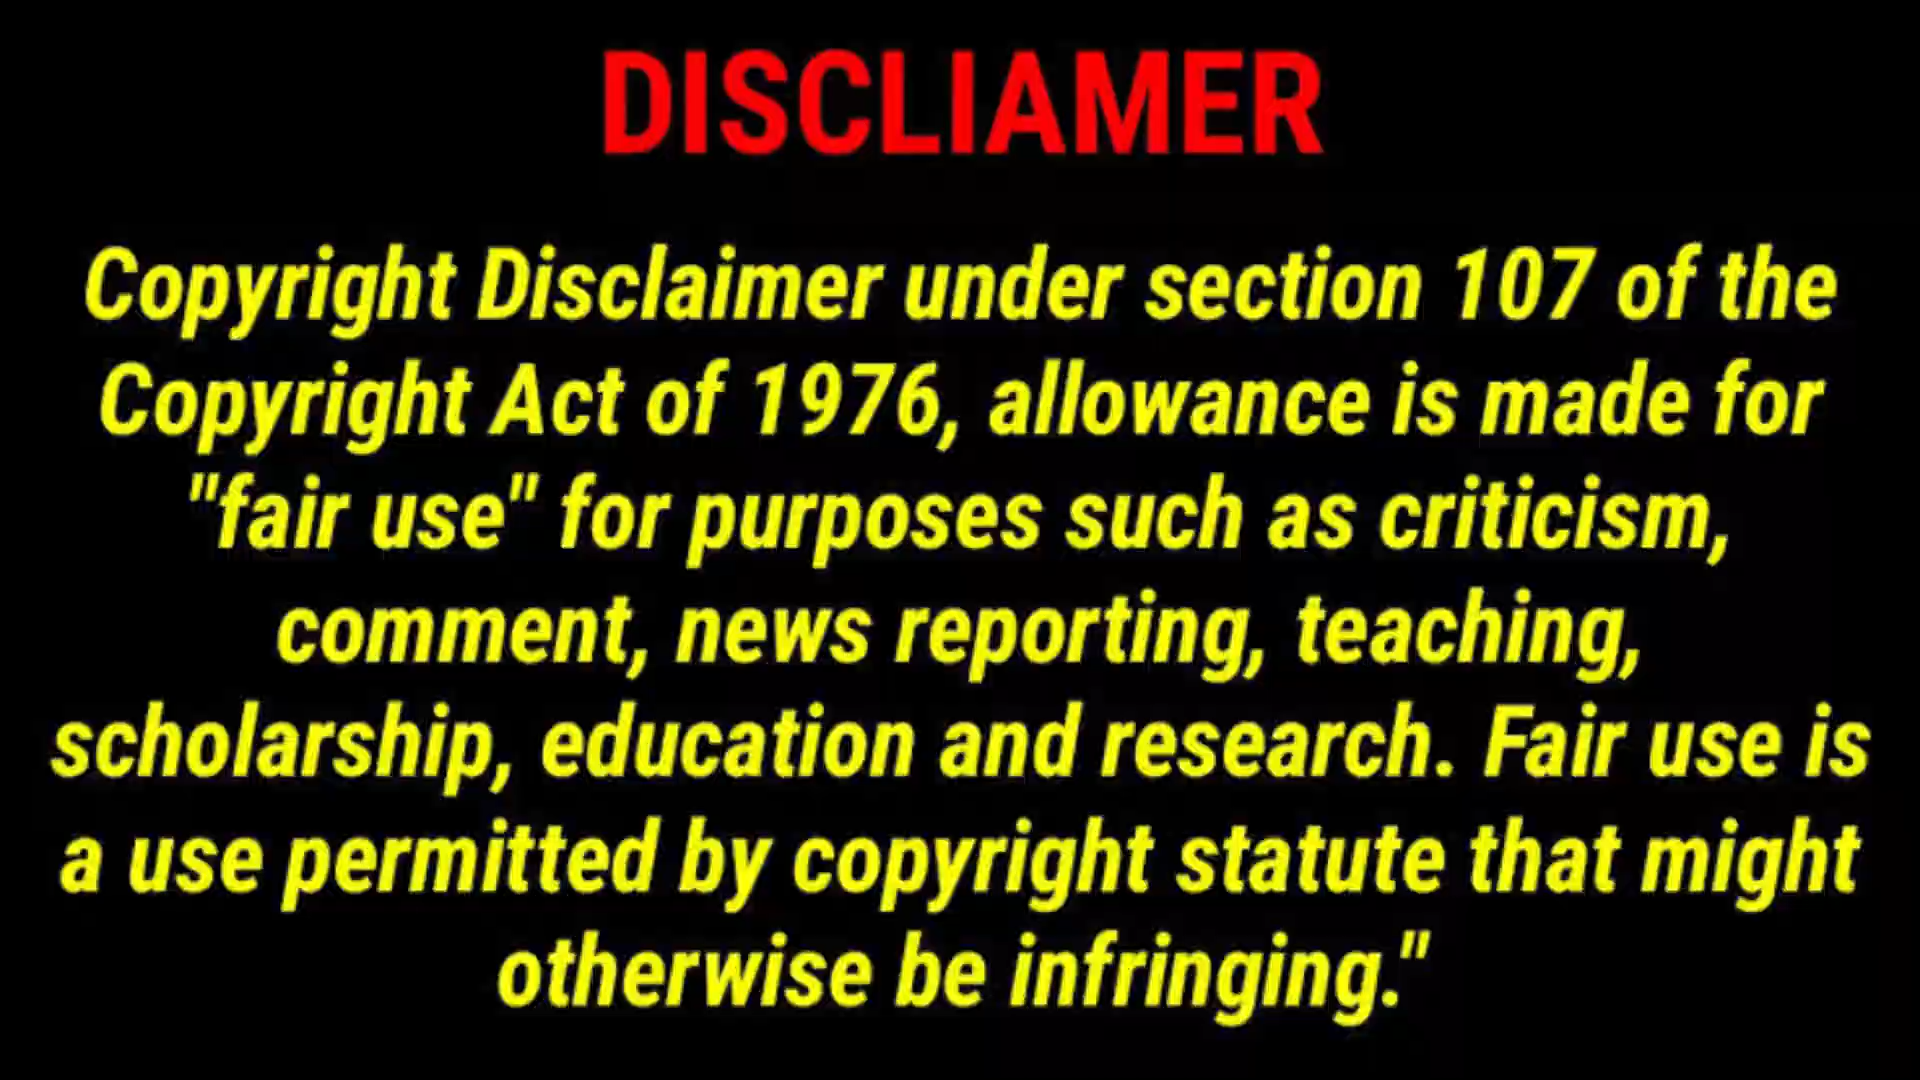 DISCLIAMER
Copyright Disclaimer under section 107 of the
Copyright Act of 1976, allowance is made for
"fair use" for purposes such as criticism,
comment, news reporting, teaching,
scholarship, education and research. Fair use is
a use permitted by copyright statute that might
otherwise be infringing."